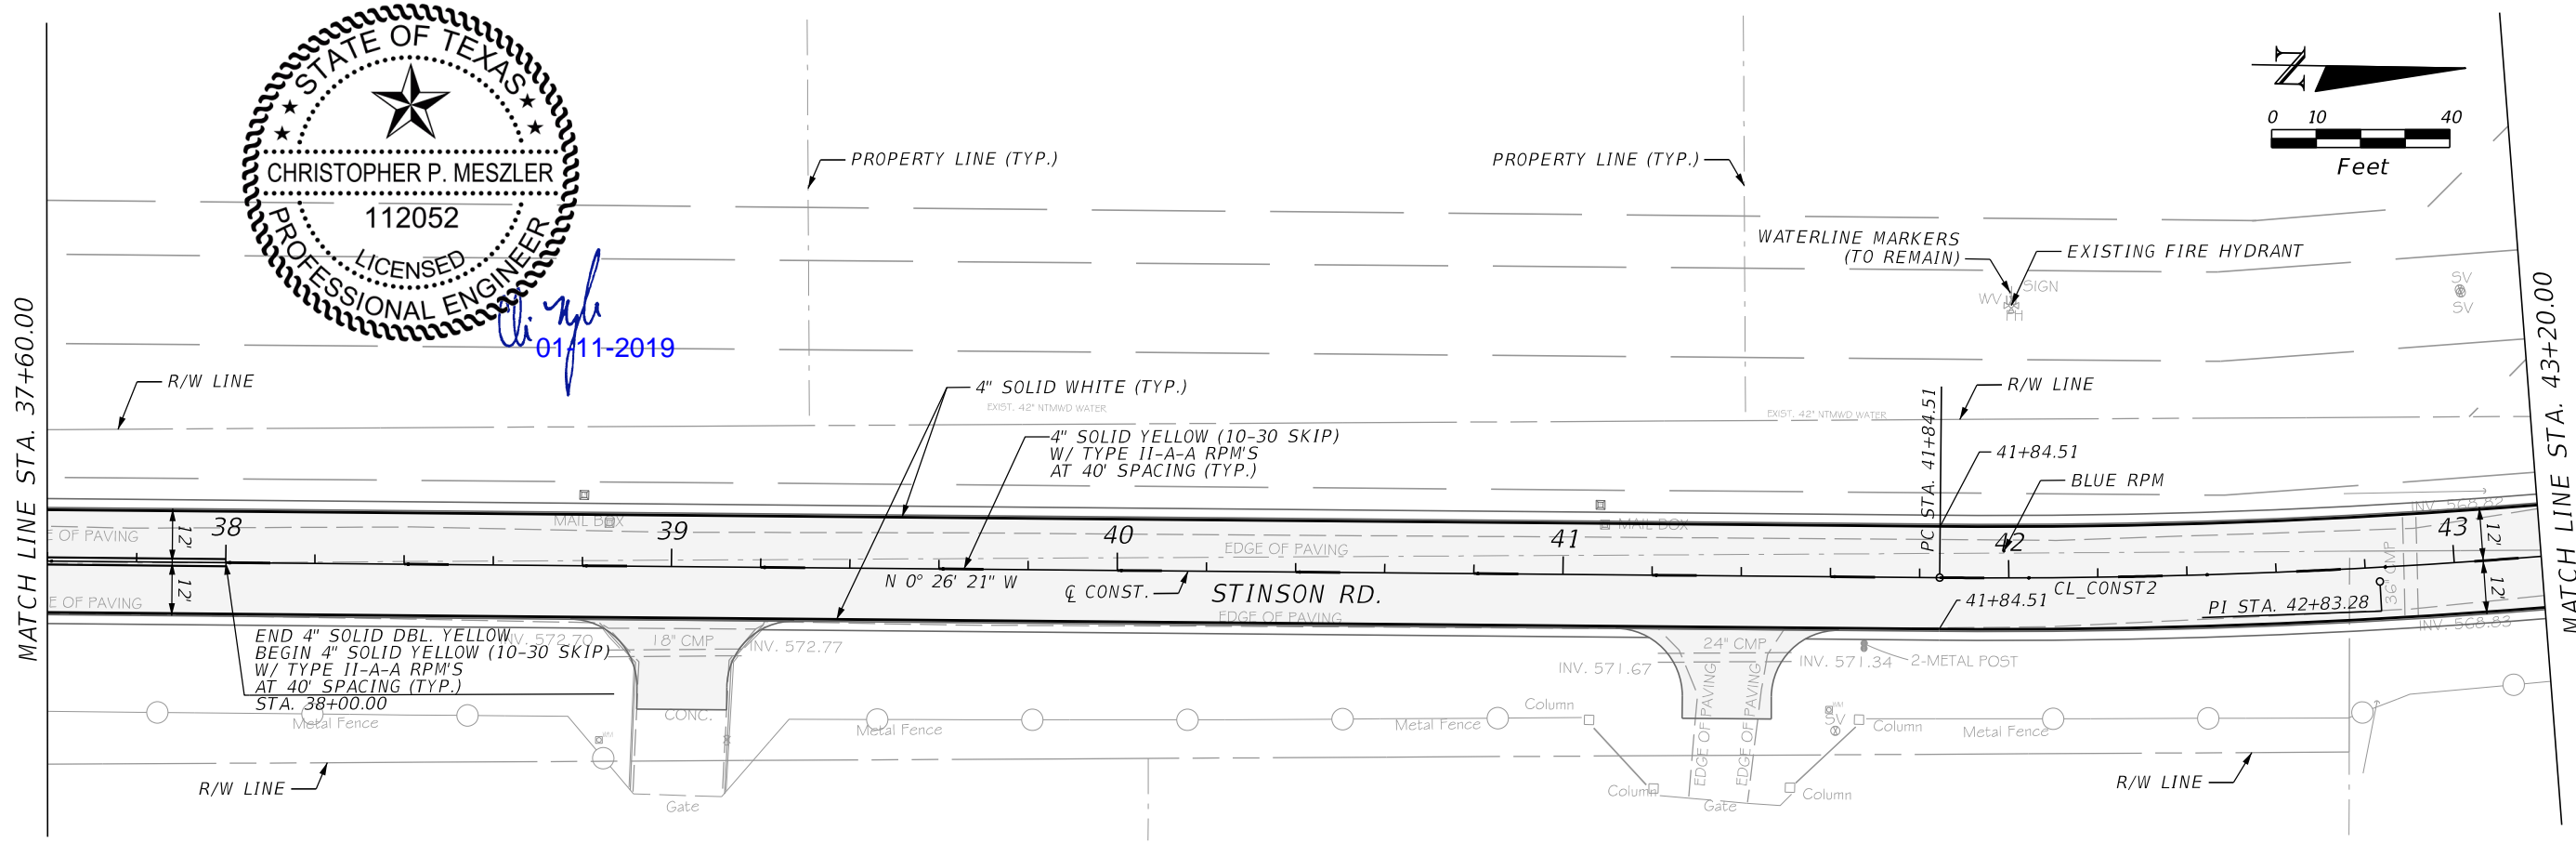 STATE OF TEXAS
CHRISTOPHER P. MESZLER
112052
LICENSED
PROFESSIONAL ENGINEER
01-11-2019
N
0 10 40
Feet
MATCH LINE STA. 37+60.00
MATCH LINE STA. 43+20.00
PROPERTY LINE (TYP.)
PROPERTY LINE (TYP.)
WATERLINE MARKERS
(TO REMAIN)
EXISTING FIRE HYDRANT
WV
SIGN
FH
SV
SV
R/W LINE
4" SOLID WHITE (TYP.)
EXIST. 42" NTMWD WATER
R/W LINE
EXIST. 42" NTMWD WATER
4" SOLID YELLOW (10-30 SKIP)
W/ TYPE II-A-A RPM'S
AT 40' SPACING (TYP.)
PC STA. 41+84.51
41+84.51
BLUE RPM
INV. 568.82
MAIL BOX
MAIL BOX
38
39
40
41
42
43
12'
12'
12'
12'
E OF PAVING
EDGE OF PAVING
E OF PAVING
EDGE OF PAVING
N 0° 26' 21" W
℄ CONST.
STINSON RD.
CL_CONST2
41+84.51
PI STA. 42+83.28
36" CMP
INV. 568.83
END 4" SOLID DBL. YELLOW
BEGIN 4" SOLID YELLOW (10-30 SKIP)
W/ TYPE II-A-A RPM'S
AT 40' SPACING (TYP.)
STA. 38+00.00
INV. 572.70
18" CMP
INV. 572.77
INV. 571.67
24" CMP
INV. 571.34
2-METAL POST
EDGE OF PAVING
EDGE OF PAVING
CONC.
Metal Fence
Metal Fence
Metal Fence
Column
SV
Column
Metal Fence
R/W LINE
Gate
Column
Gate
Column
R/W LINE